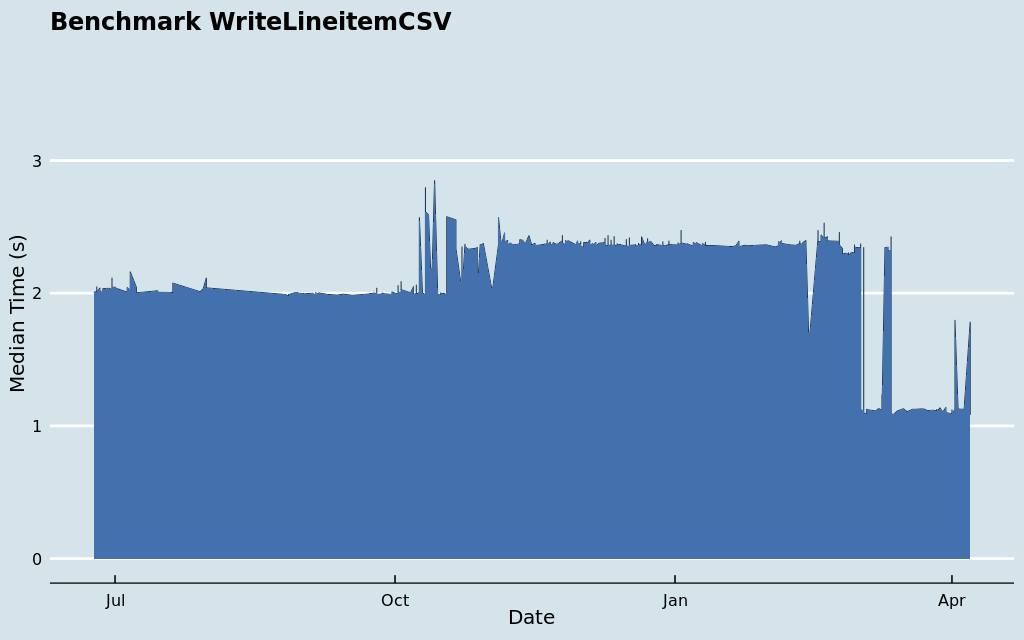 Benchmark WriteLineitemCSV
Median Time (s)
3
2
1
0
Jul
Oct
Jan
Apr
Date